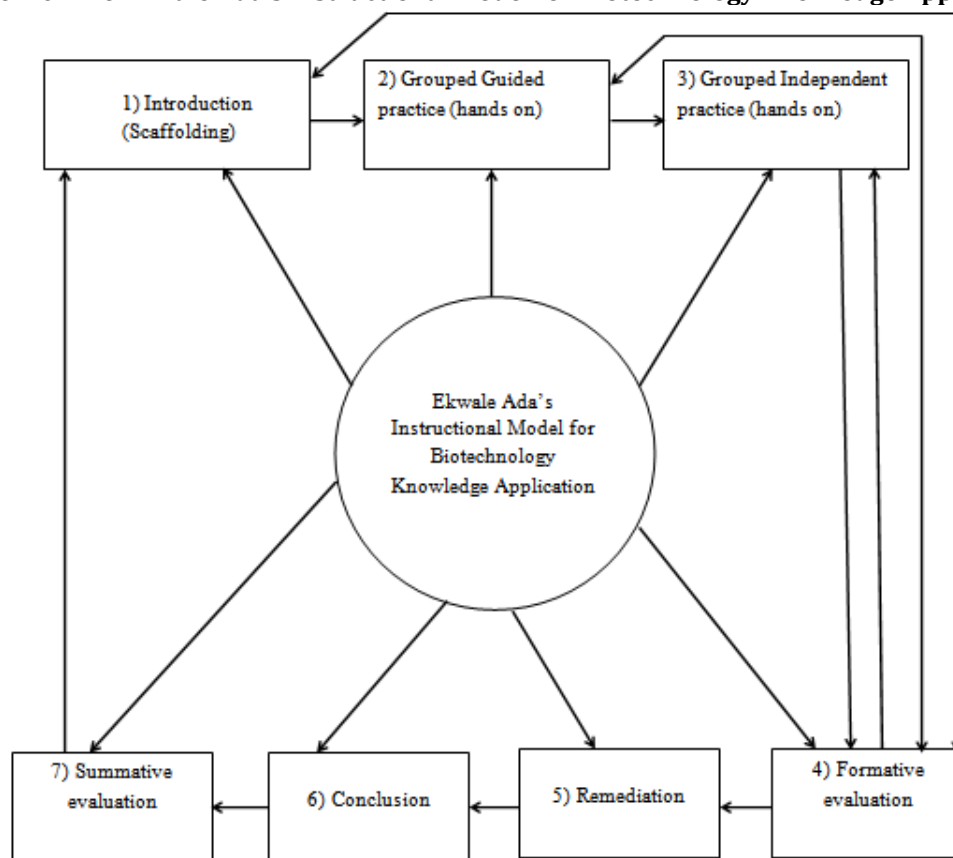 1) Introduction
(Scaffolding)
2) Grouped Guided
practice (hands on)
3) Grouped Independent
practice (hands on)
Ekwale Ada’s
Instructional Model for
Biotechnology
Knowledge Application
7) Summative
evaluation
6) Conclusion
5) Remediation
4) Formative
evaluation